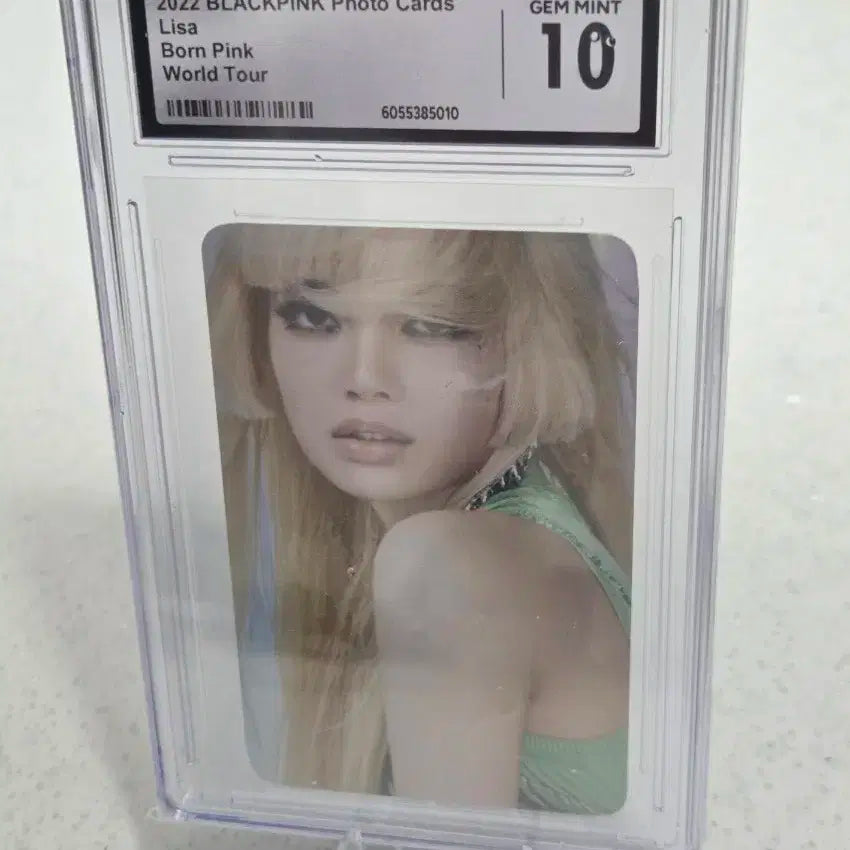 2022 BLACKPINK Photo Cards
Lisa
Born Pink
World Tour
6055385010
GEM MINT
10